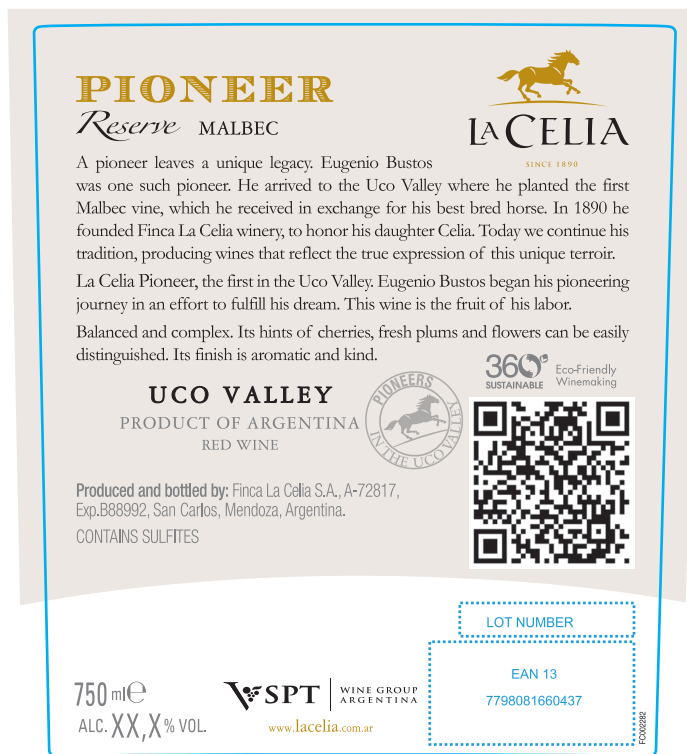 PIONEER
Reserve MALBEC
LA CELIA
SINCE 1890
A pioneer leaves a unique legacy. Eugenio Bustos
was one such pioneer. He arrived to the Uco Valley where he planted the first
Malbec vine, which he received in exchange for his best bred horse. In 1890 he
founded Finca La Celia winery, to honor his daughter Celia. Today we continue his
tradition, producing wines that reflect the true expression of this unique terroir.
La Celia Pioneer, the first in the Uco Valley. Eugenio Bustos began his pioneering
journey in an effort to fulfill his dream. This wine is the fruit of his labor.
Balanced and complex. Its hints of cherries, fresh plums and flowers can be easily
distinguished. Its finish is aromatic and kind.
360°
SUSTAINABLE
Eco-Friendly
Winemaking
UCO VALLEY
PRODUCT OF ARGENTINA
RED WINE
PIONEERS
IN THE UCO VALLEY
Produced and bottled by: Finca La Celia S.A., A-72817,
Exp.B88992, San Carlos, Mendoza, Argentina.
CONTAINS SULFITES
LOT NUMBER
EAN 13
7798081660437
FC002282
750 ml e
ALC. XX,X % VOL.
VSPT
WINE GROUP
ARGENTINA
www.lacelia.com.ar